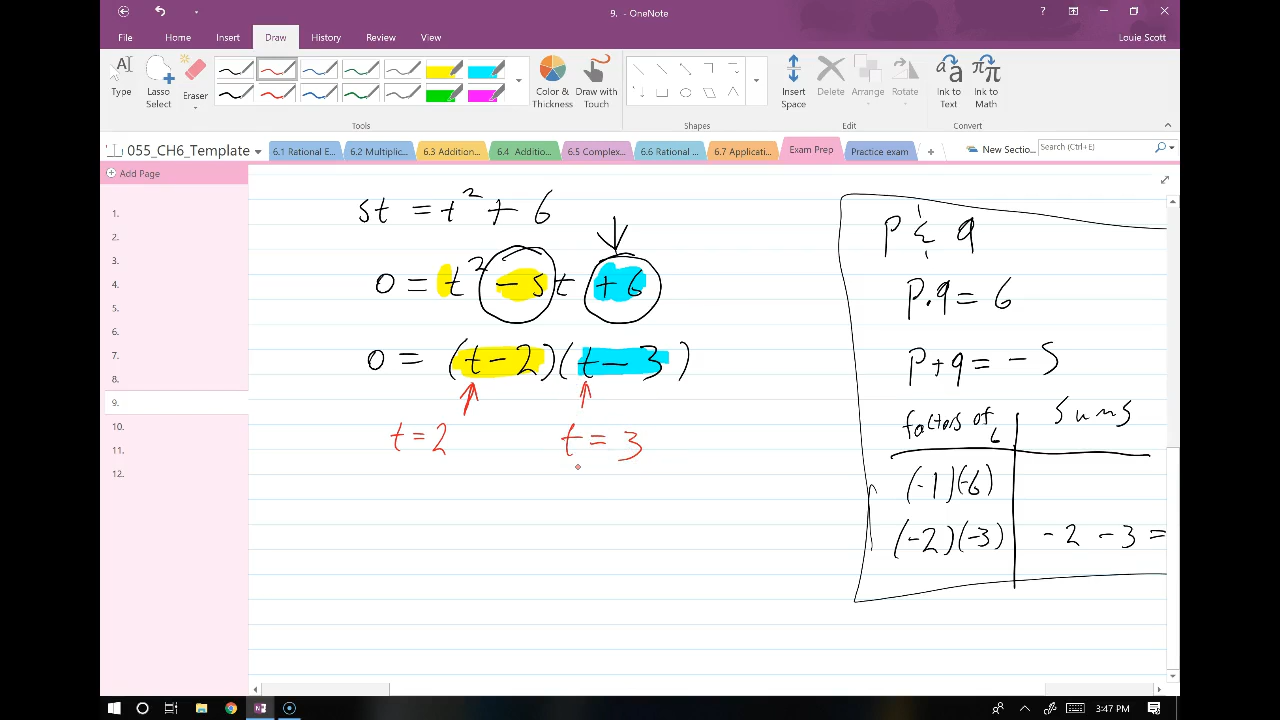 9. - OneNote
?
Louie Scott
File Home Insert Draw History Review View
Type
Lasso Select
Eraser
Color & Thickness
Draw with Touch
Insert Space
Delete
Arrange
Rotate
Ink to Text
Ink to Math
Tools
Shapes
Edit
Convert
055_CH6_Template
6.1 Rational E...
6.2 Multiplic...
6.3 Addition...
6.4 Additio...
6.5 Complex...
6.6 Rational ...
6.7 Applicati...
Exam Prep
Practice exam
New Section...
Search (Ctrl+E)
Add Page
1.
2.
3.
4.
5.
6.
7.
8.
9.
10.
11.
12.
5t = t² + 6
0 = t² - 5t + 6
0 = (t - 2)(t - 3)
t = 2 t = 3
p & q
p.q = 6
p + q = -5
factors of 6 sums
(-1)(-6)
(-2)(-3) -2 -3 =
3:47 PM